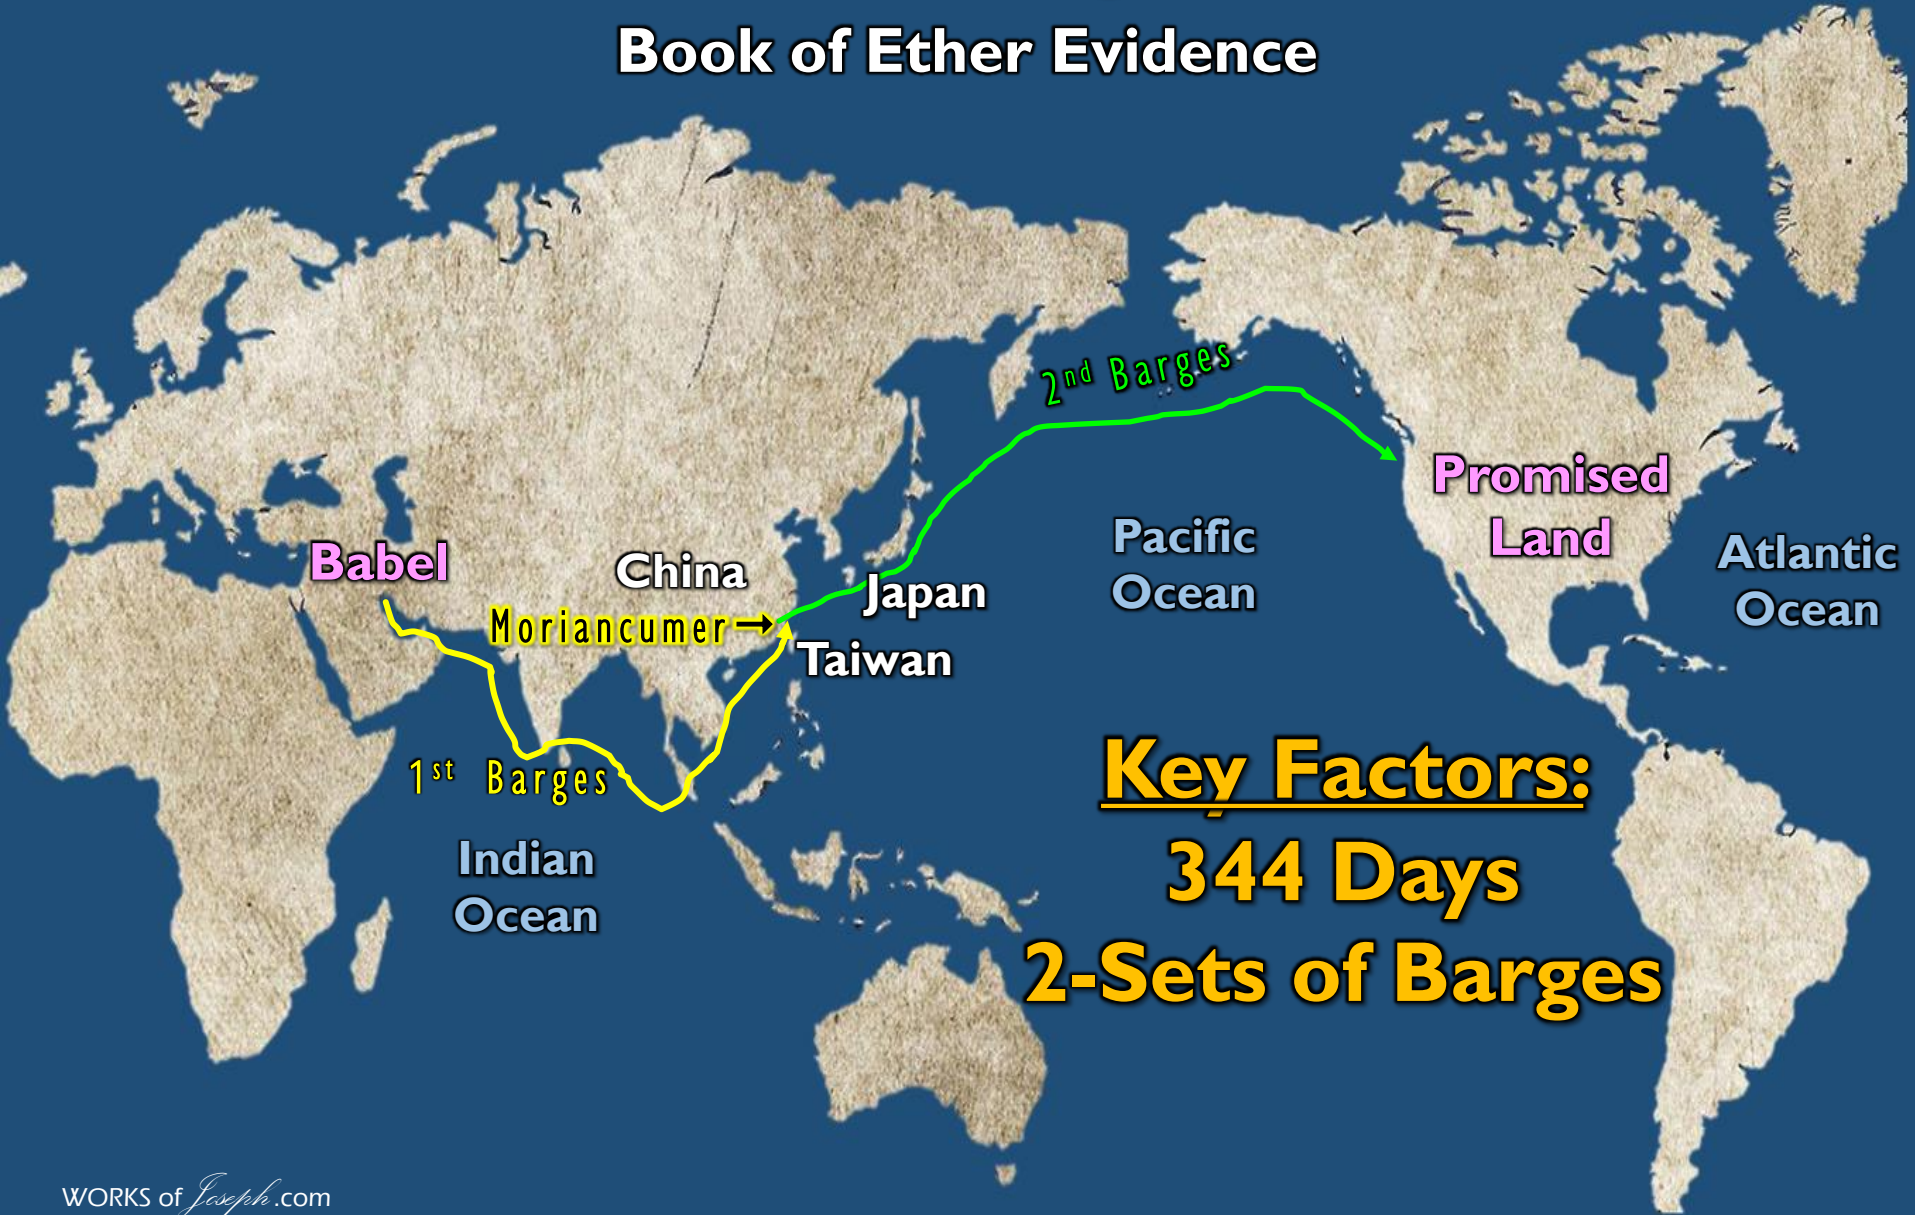 Book of Ether Evidence
2nd Barges
Promised
Land
Pacific
Ocean
Atlantic
Ocean
Babel
China
Japan
Moriancumer→
Taiwan
1st Barges
Indian
Ocean
Key Factors:
344 Days
2-Sets of Barges
WORKS of Joseph.com